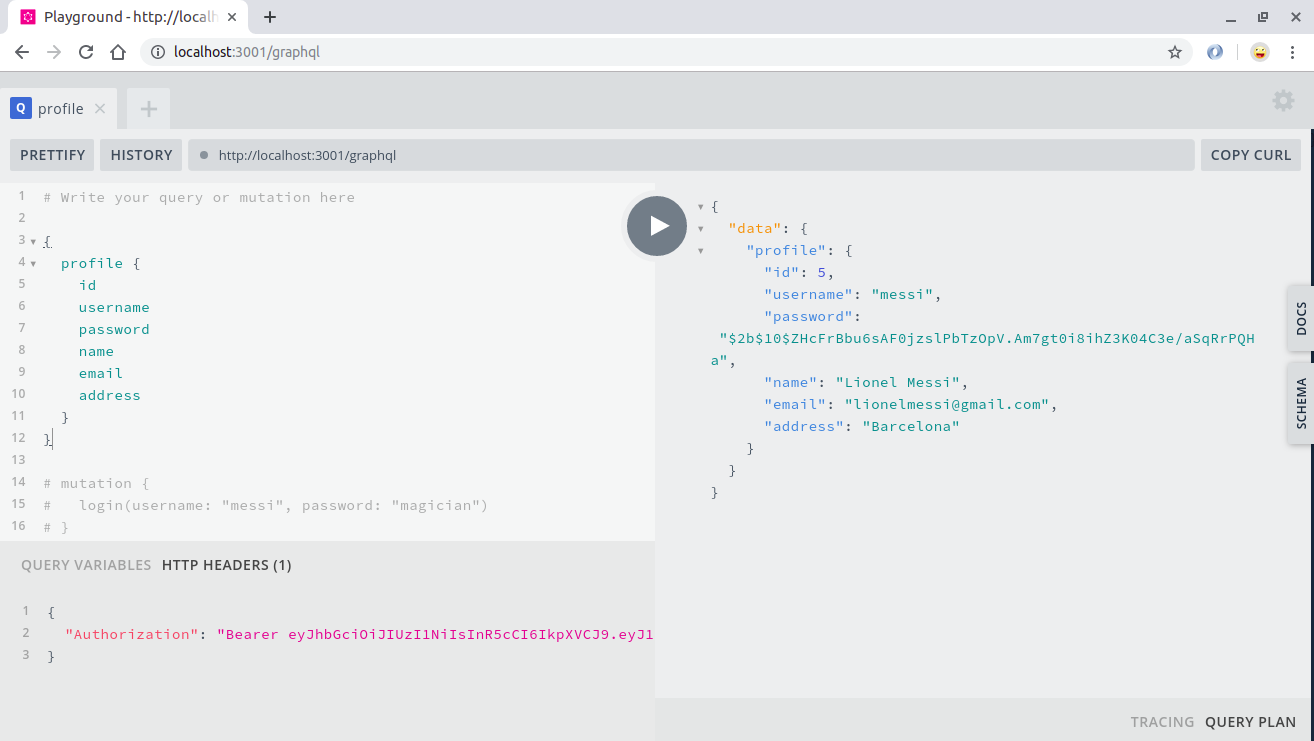 Playground - http://local
localhost:3001/graphql
Q profile
PRETTIFY HISTORY http://localhost:3001/graphql COPY CURL
1 # Write your query or mutation here
2
3 {
4   profile {
5     id
6     username
7     password
8     name
9     email
10     address
11   }
12 }
13
14 # mutation {
15 #   login(username: "messi", password: "magician")
16 # }
{
  "data": {
    "profile": {
      "id": 5,
      "username": "messi",
      "password":
"$2b$10$ZHcFrBbu6sAF0jzslPbTzOpV.Am7gt0i8ihZ3K04C3e/aSqRrPQH
a",
      "name": "Lionel Messi",
      "email": "lionelmessi@gmail.com",
      "address": "Barcelona"
    }
  }
}
DOCS
SCHEMA
QUERY VARIABLES HTTP HEADERS (1)
1 {
2   "Authorization": "Bearer eyJhbGciOiJIUzI1NiIsInR5cCI6IkpXVCJ9.eyJ1
3 }
TRACING QUERY PLAN